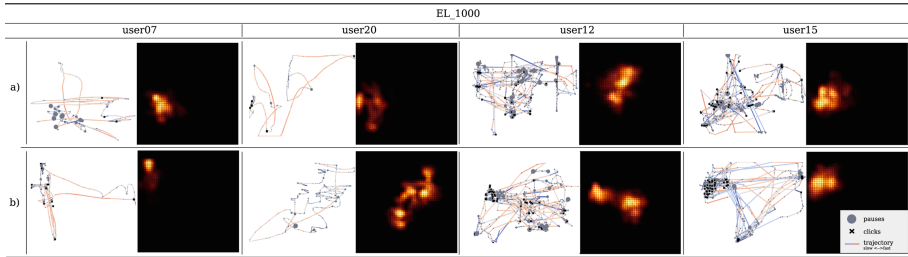 EL_1000
user07 user20 user12 user15
a)
b)
pauses
clicks
trajectory
slow <-->fast